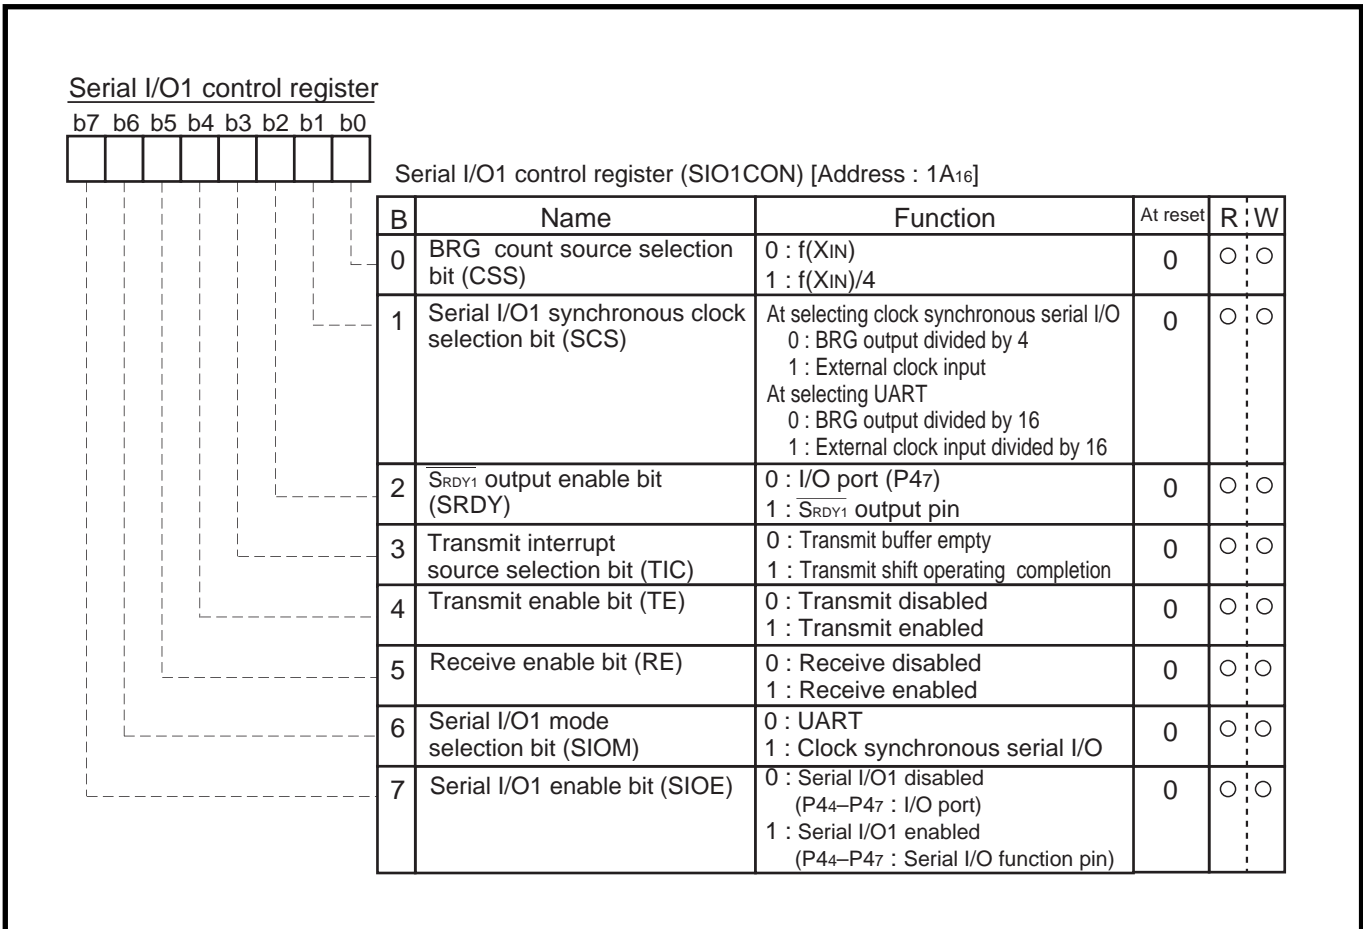 Serial I/O1 control register
b7 b6 b5 b4 b3 b2 b1 b0
Serial I/O1 control register (SIO1CON) [Address : 1A16]
B Name Function At reset R W
0 BRG count source selection bit (CSS) 0 : f(XIN)
1 : f(XIN)/4 0 ○ ○
1 Serial I/O1 synchronous clock selection bit (SCS) At selecting clock synchronous serial I/O
0 : BRG output divided by 4
1 : External clock input
At selecting UART
0 : BRG output divided by 16
1 : External clock input divided by 16 0 ○ ○
2 SRDY1 output enable bit (SRDY) 0 : I/O port (P47)
1 : SRDY1 output pin 0 ○ ○
3 Transmit interrupt source selection bit (TIC) 0 : Transmit buffer empty
1 : Transmit shift operating completion 0 ○ ○
4 Transmit enable bit (TE) 0 : Transmit disabled
1 : Transmit enabled 0 ○ ○
5 Receive enable bit (RE) 0 : Receive disabled
1 : Receive enabled 0 ○ ○
6 Serial I/O1 mode selection bit (SIOM) 0 : UART
1 : Clock synchronous serial I/O 0 ○ ○
7 Serial I/O1 enable bit (SIOE) 0 : Serial I/O1 disabled
(P44–P47 : I/O port)
1 : Serial I/O1 enabled
(P44–P47 : Serial I/O function pin) 0 ○ ○